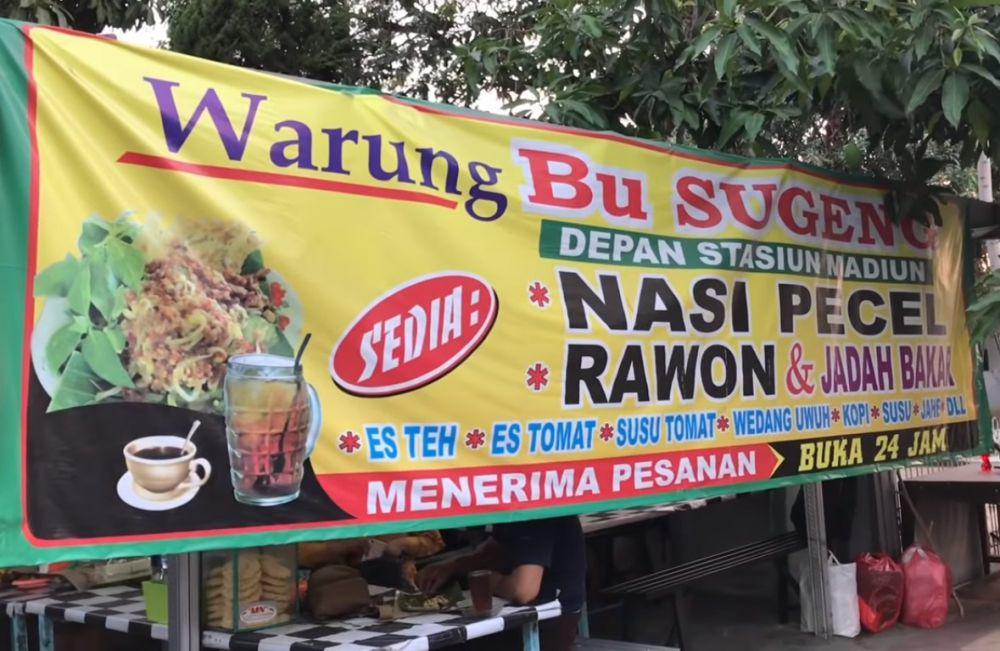 Warung Bu SUGENG
DEPAN STASIUN MADIUN
SEDIA:
* NASI PECEL
* RAWON & JADAH BAKAR
* ES TEH * ES TOMAT * SUSU TOMAT * WEDANG UWUH * KOPI * SUSU * JAHE * DLL
MENERIMA PESANAN
BUKA 24 JAM